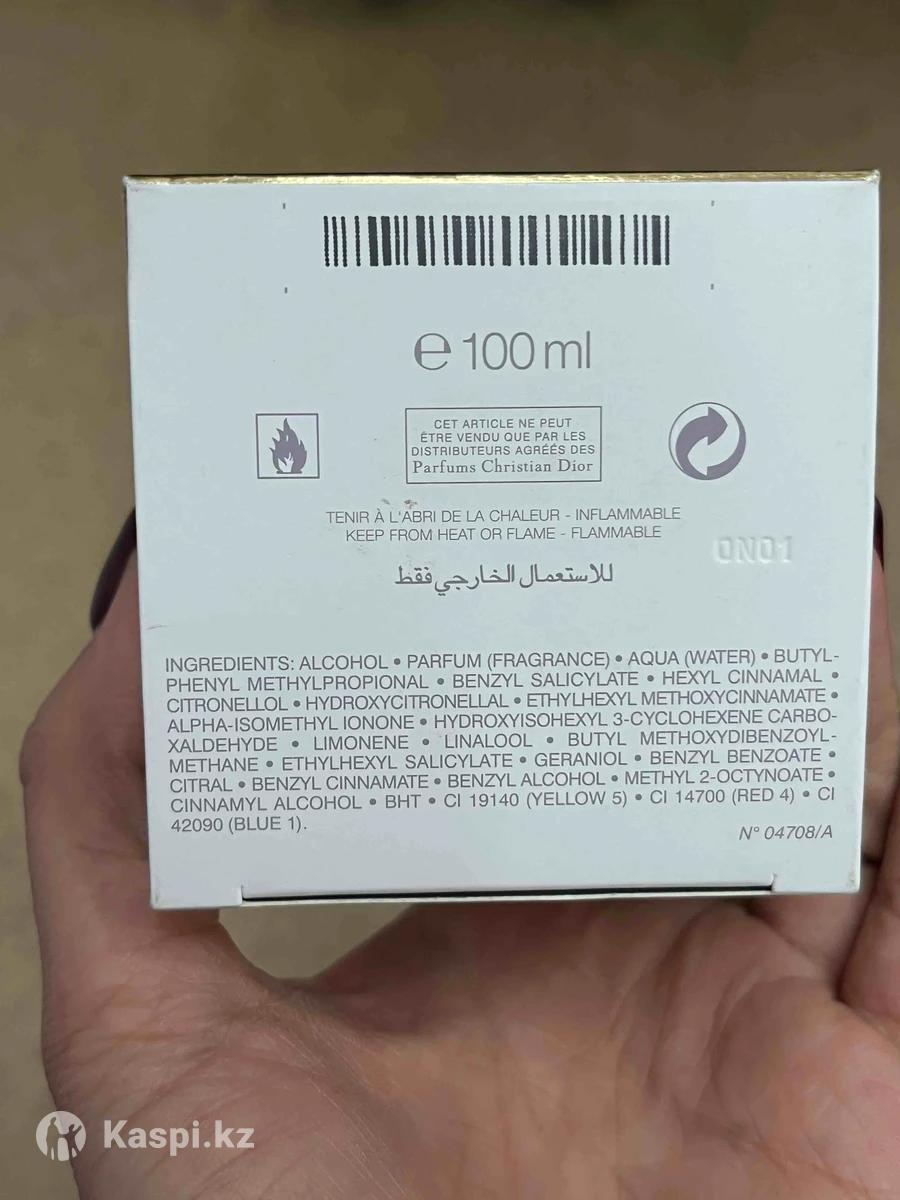 ℮ 100 ml
CET ARTICLE NE PEUT
ÊTRE VENDU QUE PAR LES
DISTRIBUTEURS AGRÉÉS DES
Parfums Christian Dior
TENIR À L'ABRI DE LA CHALEUR - INFLAMMABLE
KEEP FROM HEAT OR FLAME - FLAMMABLE
0N01
للاستعمال الخارجي فقط
INGREDIENTS: ALCOHOL • PARFUM (FRAGRANCE) • AQUA (WATER) • BUTYL-
PHENYL METHYLPROPIONAL • BENZYL SALICYLATE • HEXYL CINNAMAL •
CITRONELLOL • HYDROXYCITRONELLAL • ETHYLHEXYL METHOXYCINNAMATE •
ALPHA-ISOMETHYL IONONE • HYDROXYISOHEXYL 3-CYCLOHEXENE CARBO-
XALDEHYDE • LIMONENE • LINALOOL • BUTYL METHOXYDIBENZOYL-
METHANE • ETHYLHEXYL SALICYLATE • GERANIOL • BENZYL BENZOATE •
CITRAL • BENZYL CINNAMATE • BENZYL ALCOHOL • METHYL 2-OCTYNOATE •
CINNAMYL ALCOHOL • BHT • CI 19140 (YELLOW 5) • CI 14700 (RED 4) • CI
42090 (BLUE 1).
N° 04708/A
Kaspi.kz